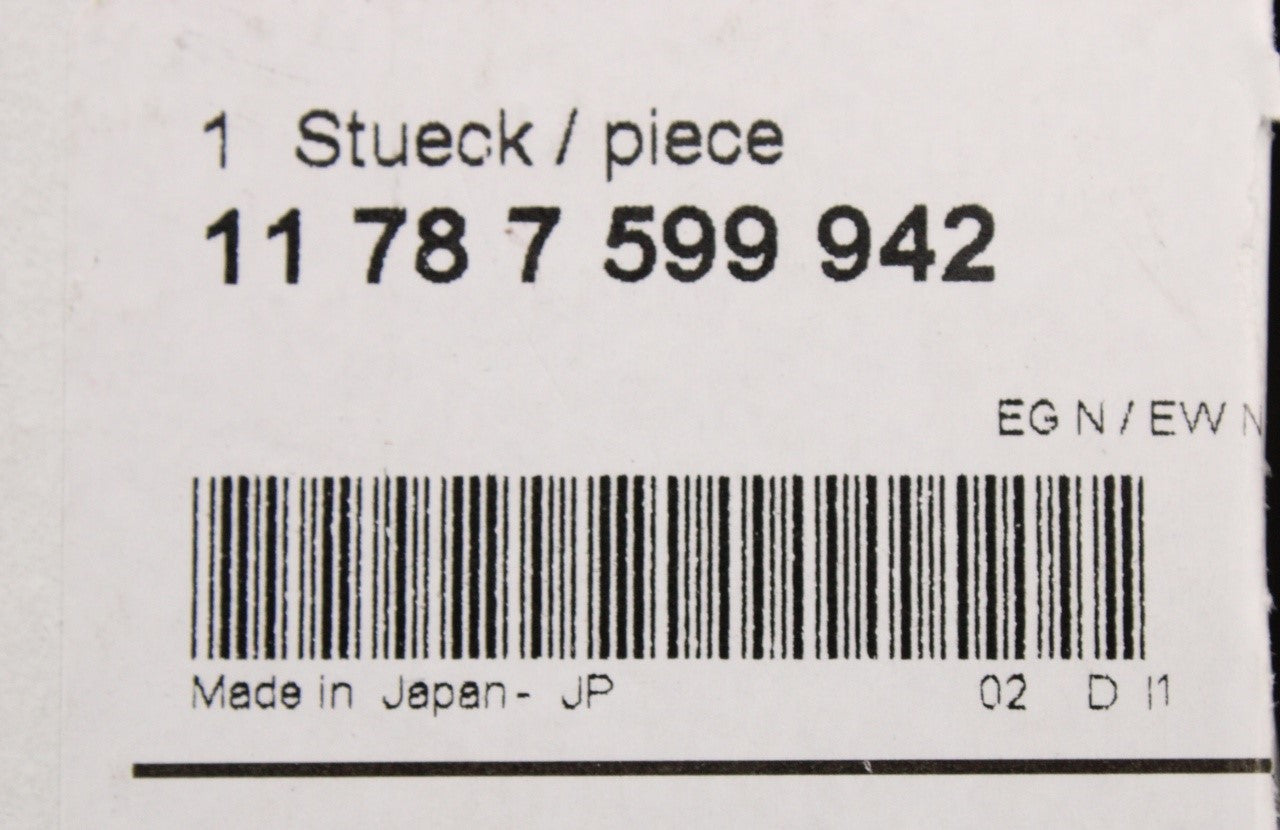 1 Stueck / piece
11 78 7 599 942
EG N / EW N
Made in Japan - JP 02 D I1